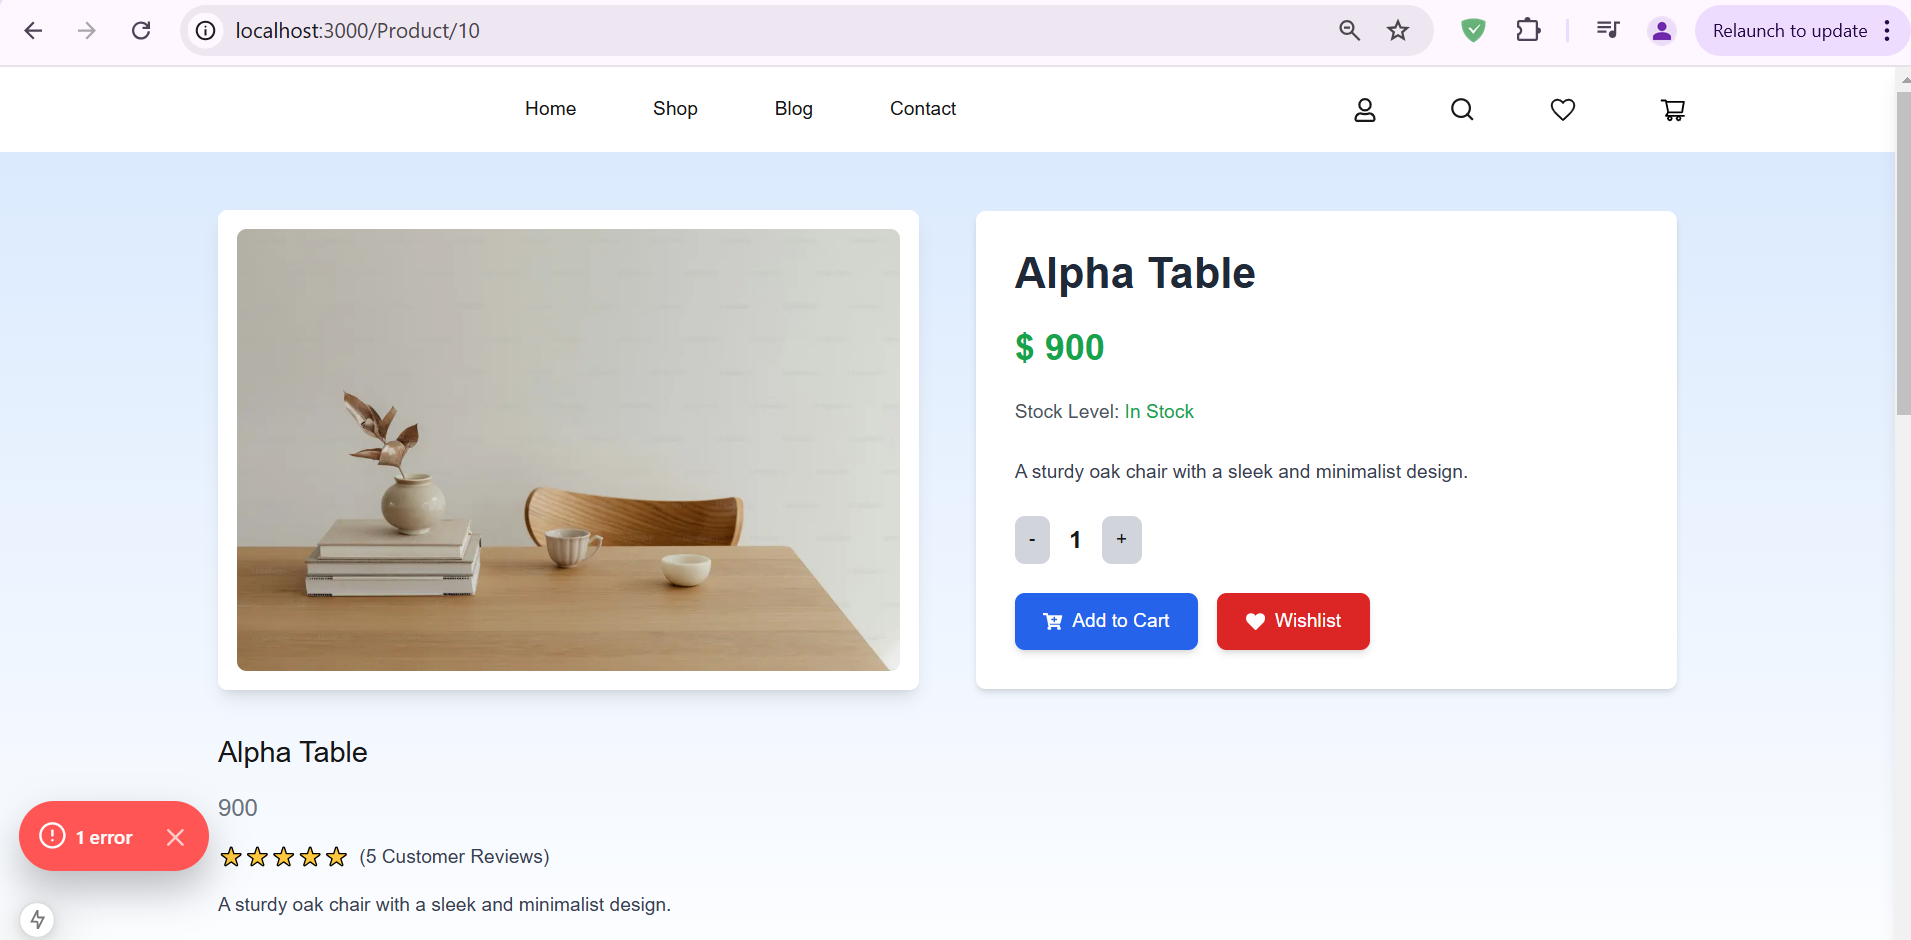 localhost:3000/Product/10
Relaunch to update
Home Shop Blog Contact
Alpha Table
$ 900
Stock Level: In Stock
A sturdy oak chair with a sleek and minimalist design.
- 1 +
Add to Cart Wishlist
Alpha Table
900
1 error
(5 Customer Reviews)
A sturdy oak chair with a sleek and minimalist design.